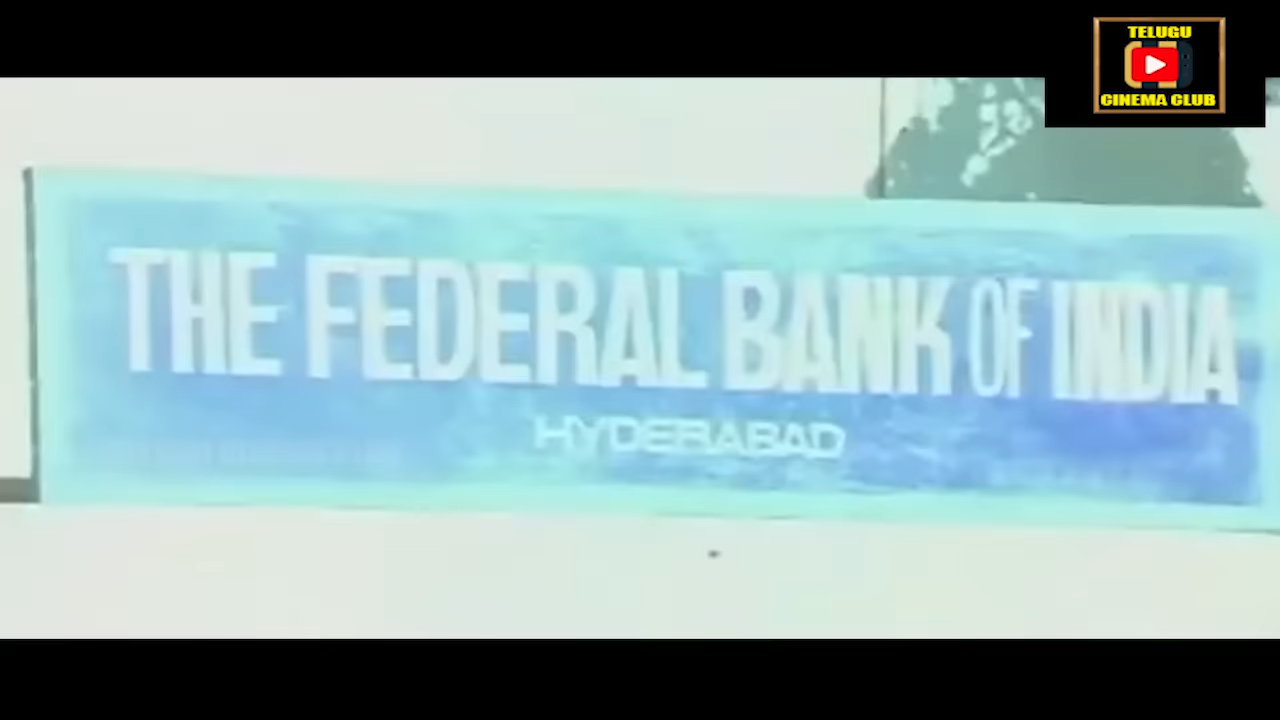 TELUGU
CINEMA CLUB
THE FEDERAL BANK OF INDIA
HYDERABAD